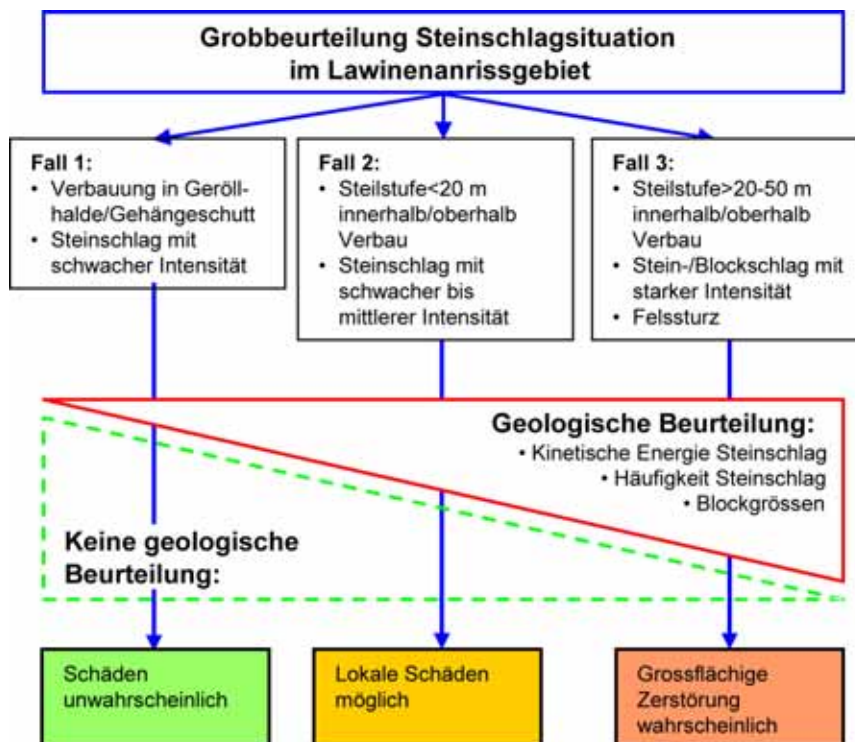 Grobbeurteilung Steinschlagsituation
im Lawinenanrissgebiet
Fall 1:
• Verbauung in Geröll-
halde/Gehängeschutt
• Steinschlag mit
schwacher Intensität
Fall 2:
• Steilstufe<20 m
innerhalb/oberhalb
Verbau
• Steinschlag mit
schwacher bis
mittlerer Intensität
Fall 3:
• Steilstufe>20-50 m
innerhalb/oberhalb
Verbau
• Stein-/Blockschlag mit
starker Intensität
• Felssturz
Geologische Beurteilung:
• Kinetische Energie Steinschlag
• Häufigkeit Steinschlag
• Blockgrössen
Keine geologische
Beurteilung:
Schäden
unwahrscheinlich
Lokale Schäden
möglich
Grossflächige
Zerstörung
wahrscheinlich